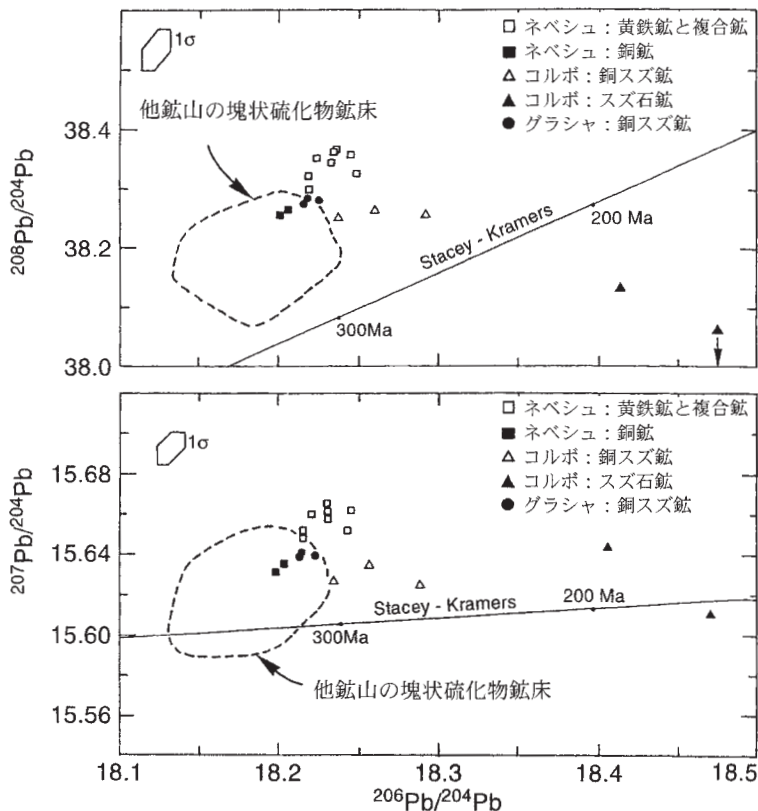 1σ
他鉱山の塊状硫化物鉱床
□ ネベシュ：黄鉄鉱と複合鉱
■ ネベシュ：銅鉱
△ コルボ：銅スズ鉱
▲ コルボ：スズ石鉱
● グラシャ：銅スズ鉱
38.4
38.2
38.0
208Pb/204Pb
Stacey - Kramers
200 Ma
300Ma
1σ
□ ネベシュ：黄鉄鉱と複合鉱
■ ネベシュ：銅鉱
△ コルボ：銅スズ鉱
▲ コルボ：スズ石鉱
● グラシャ：銅スズ鉱
15.68
15.64
15.60
15.56
207Pb/204Pb
Stacey - Kramers
200 Ma
300Ma
他鉱山の塊状硫化物鉱床
18.1 18.2 18.3 18.4 18.5
206Pb/204Pb